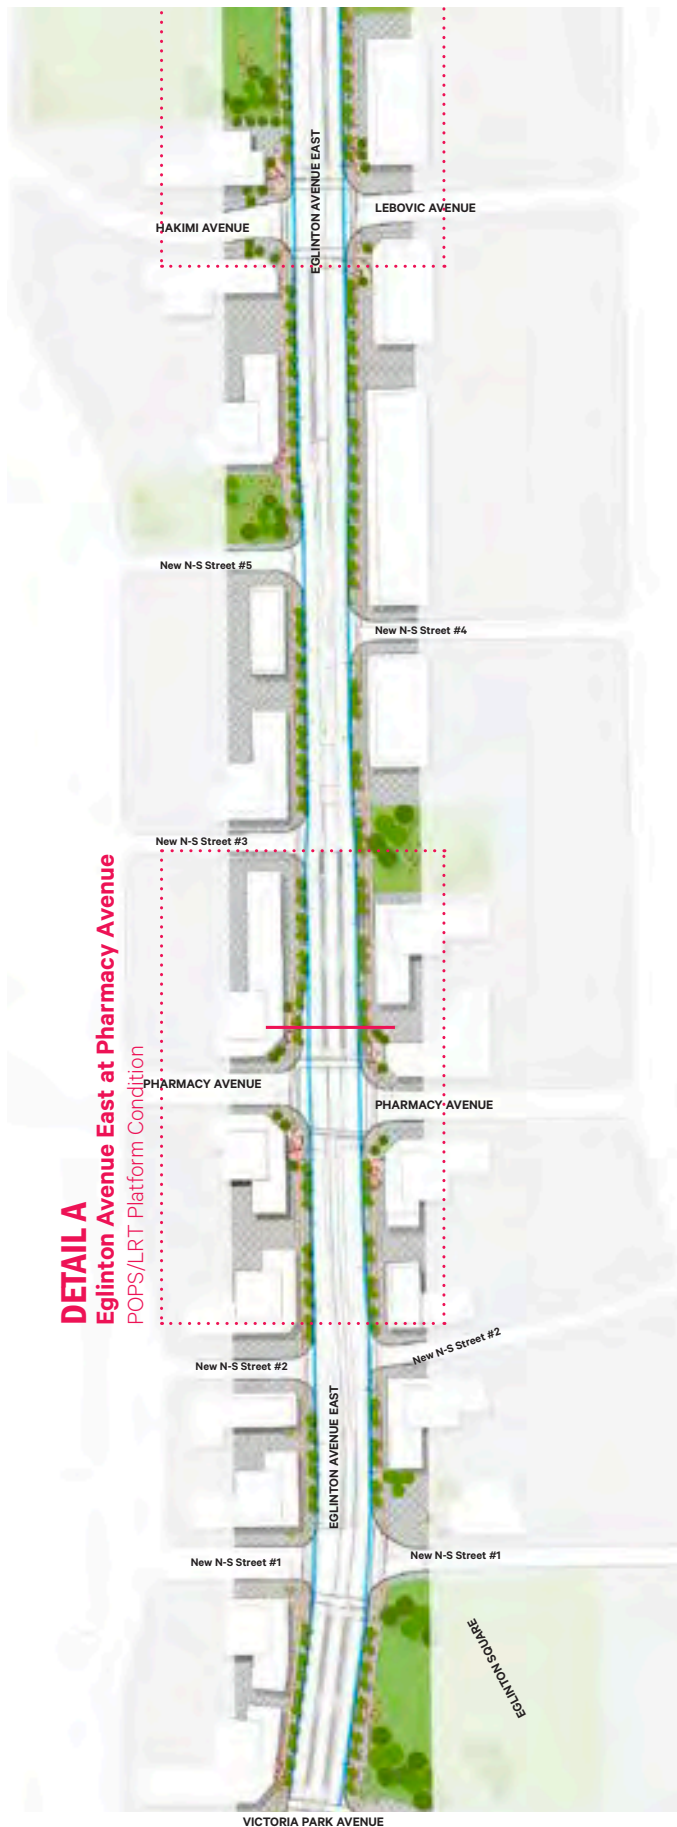 EGLINTON AVENUE EAST
LEBOVIC AVENUE
HAKIMI AVENUE
New N-S Street #5
New N-S Street #4
New N-S Street #3
DETAIL A
Eglinton Avenue East at Pharmacy Avenue
POPS/LRT Platform Condition
PHARMACY AVENUE
PHARMACY AVENUE
New N-S Street #2
New N-S Street #2
EGLINTON AVENUE EAST
New N-S Street #1
New N-S Street #1
EGLINTON SQUARE
VICTORIA PARK AVENUE